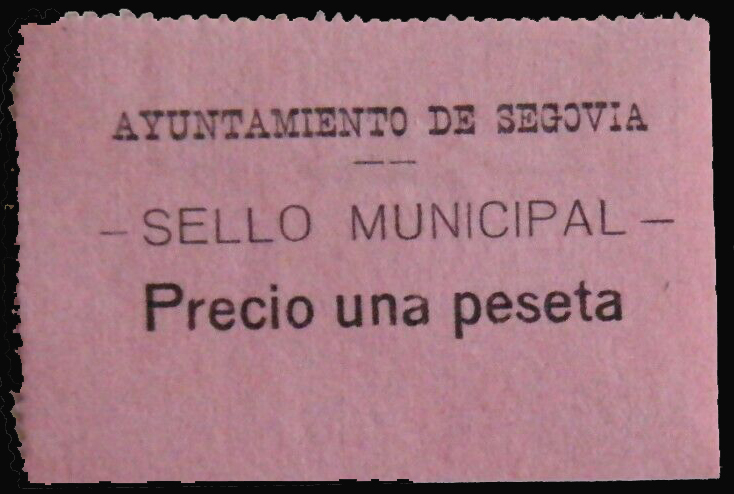 AYUNTAMIENTO DE SEGOVIA
— —
— SELLO MUNICIPAL —
Precio una peseta